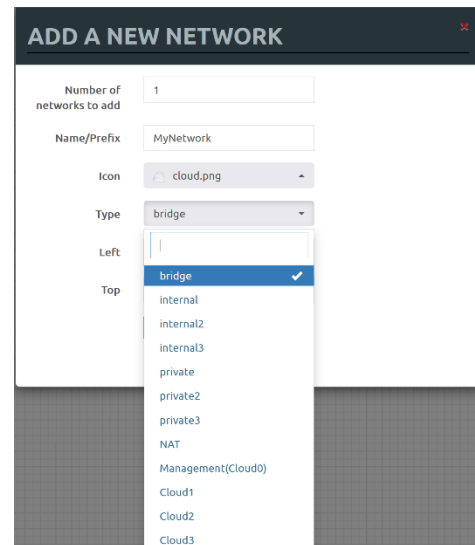 ADD A NEW NETWORK
Number of
networks to add
1
Name/Prefix
MyNetwork
Icon
cloud.png
Type
bridge
Left
Top
bridge
internal
internal2
internal3
private
private2
private3
NAT
Management(Cloud0)
Cloud1
Cloud2
Cloud3